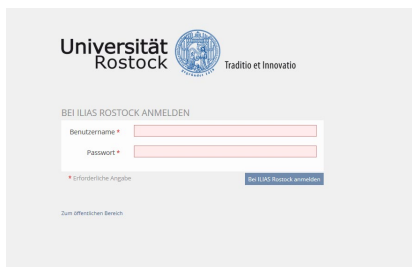 Universität
Rostock
Traditio et Innovatio
BEI ILIAS ROSTOCK ANMELDEN
Benutzername *
Passwort *
* Erforderliche Angabe
Bei ILIAS Rostock anmelden
Zum öffentlichen Bereich